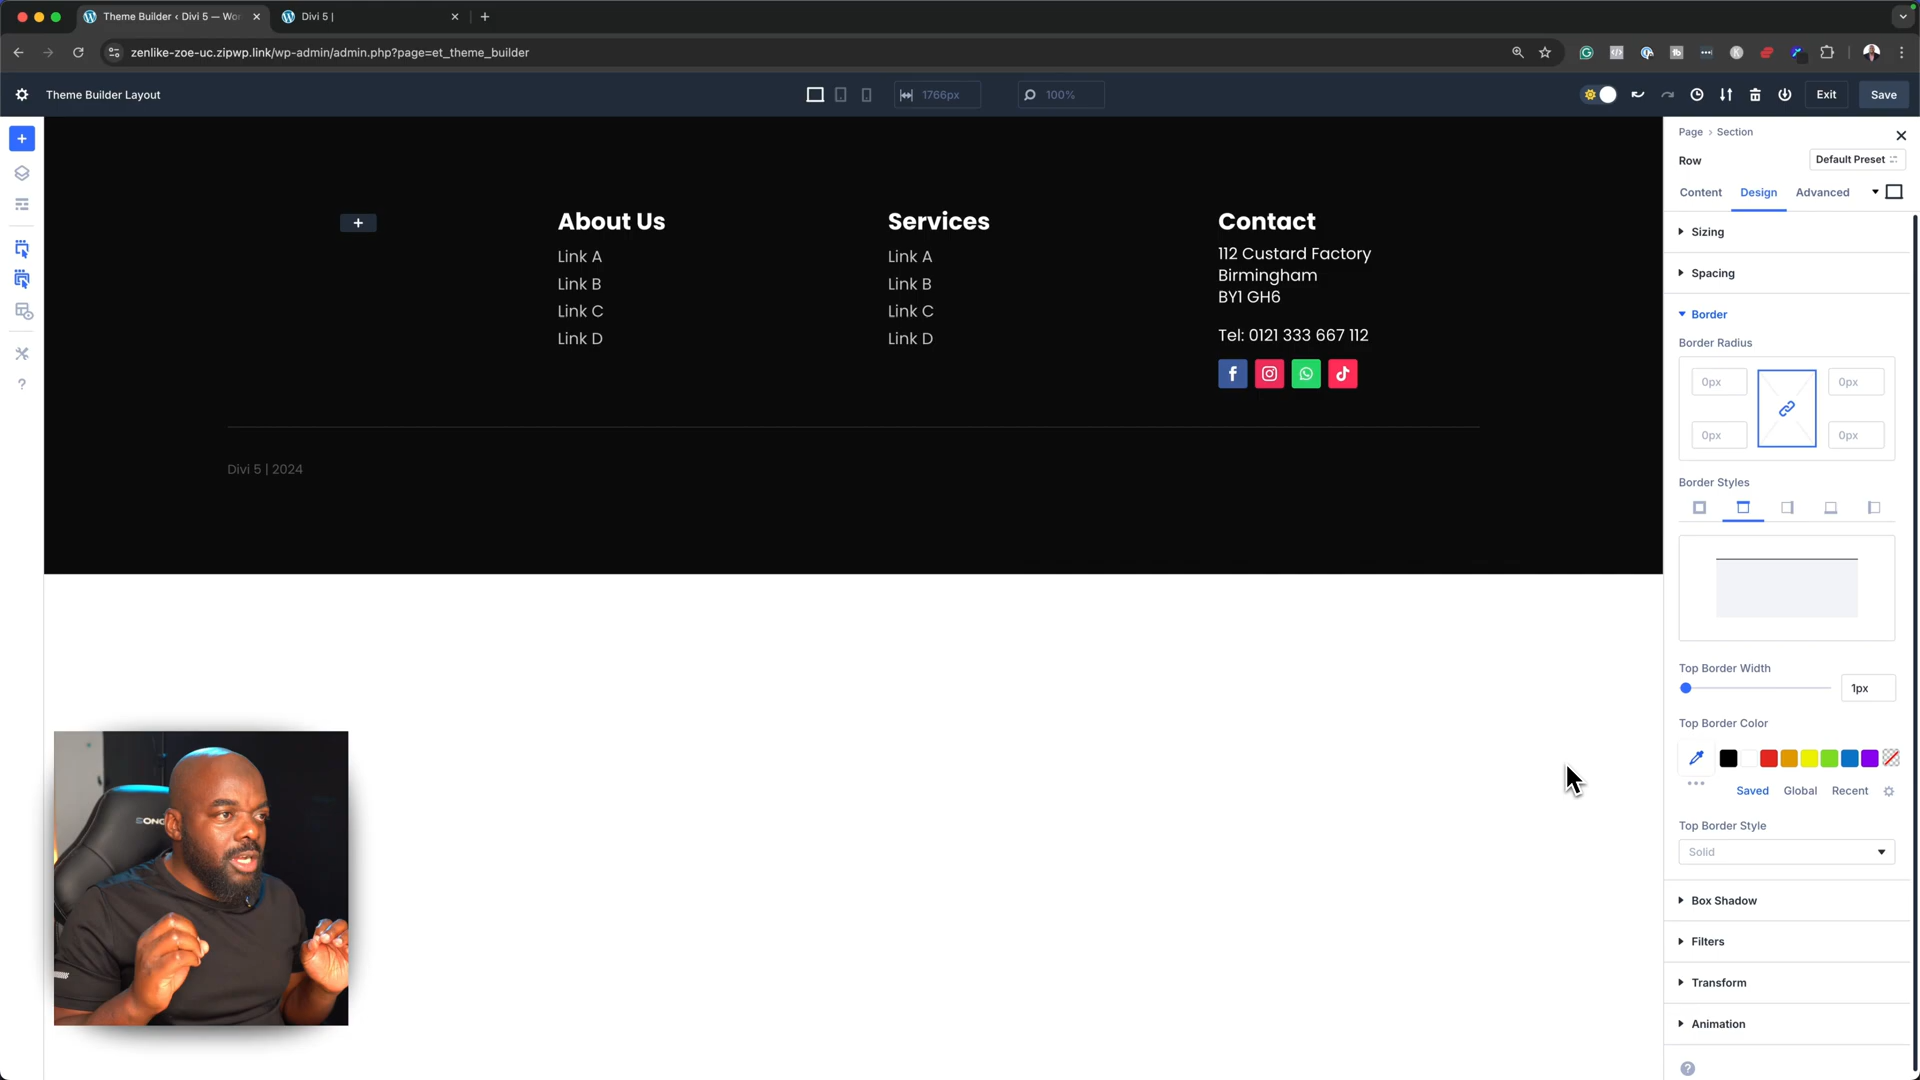 Theme Builder ‹ Divi 5 — Wor
Divi 5 |
zenlike-zoe-uc.zipwp.link/wp-admin/admin.php?page=et_theme_builder
Theme Builder Layout
1766px
100%
Exit
Save
Page › Section
Row
Default Preset
Content
Design
Advanced
Sizing
Spacing
Border
Border Radius
0px
0px
0px
0px
Border Styles
Top Border Width
1px
Top Border Color
Saved
Global
Recent
Top Border Style
Solid
Box Shadow
Filters
Transform
Animation
About Us
Link A
Link B
Link C
Link D
Services
Link A
Link B
Link C
Link D
Contact
112 Custard Factory
Birmingham
BY1 GH6
Tel: 0121 333 667 112
Divi 5 | 2024